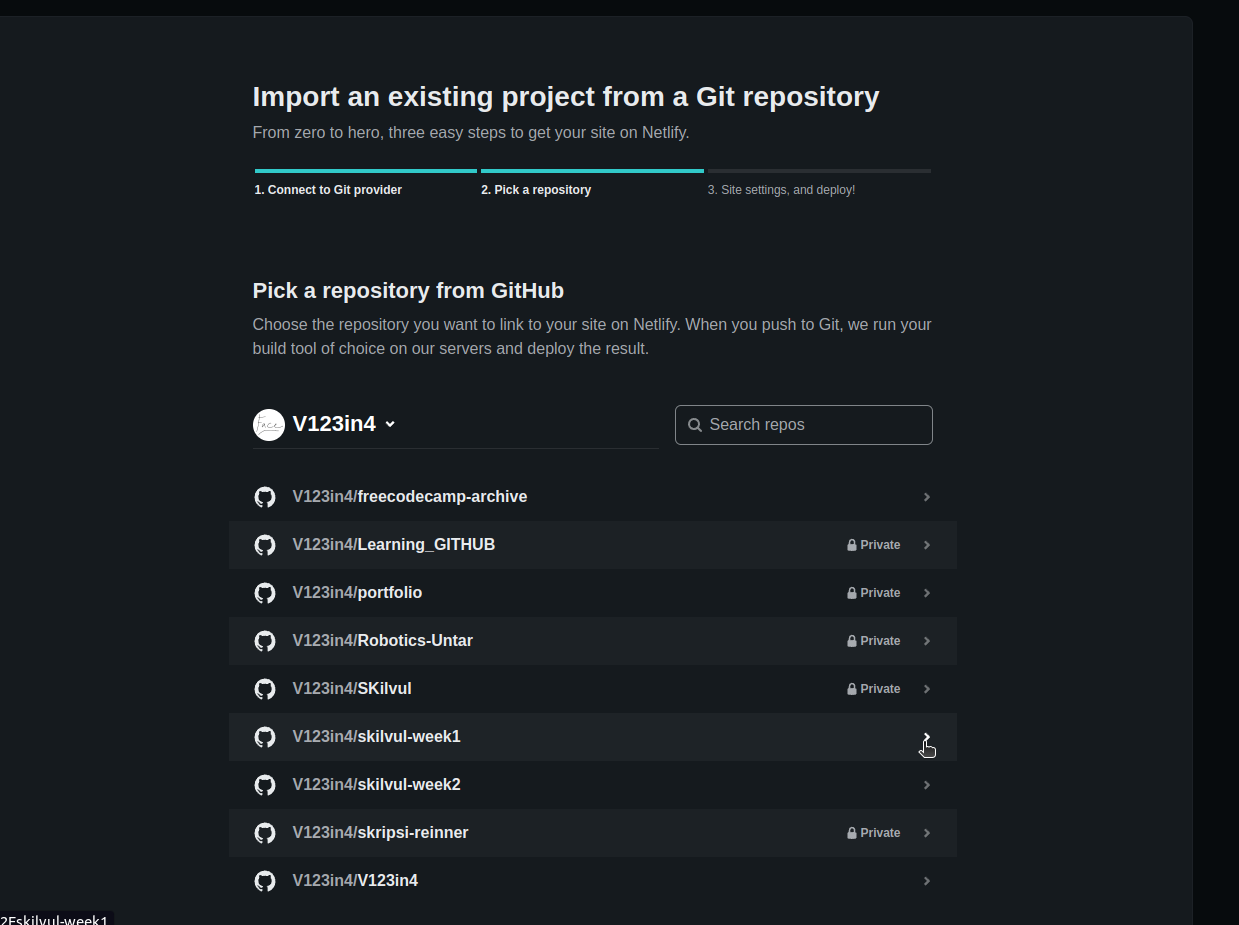 Import an existing project from a Git repository
From zero to hero, three easy steps to get your site on Netlify.
1. Connect to Git provider
2. Pick a repository
3. Site settings, and deploy!
Pick a repository from GitHub
Choose the repository you want to link to your site on Netlify. When you push to Git, we run your
build tool of choice on our servers and deploy the result.
Face
V123in4
Search repos
V123in4/freecodecamp-archive
V123in4/Learning_GITHUB Private
V123in4/portfolio Private
V123in4/Robotics-Untar Private
V123in4/SKilvul Private
V123in4/skilvul-week1
V123in4/skilvul-week2
V123in4/skripsi-reinner Private
V123in4/V123in4
2Fskilvul-week1